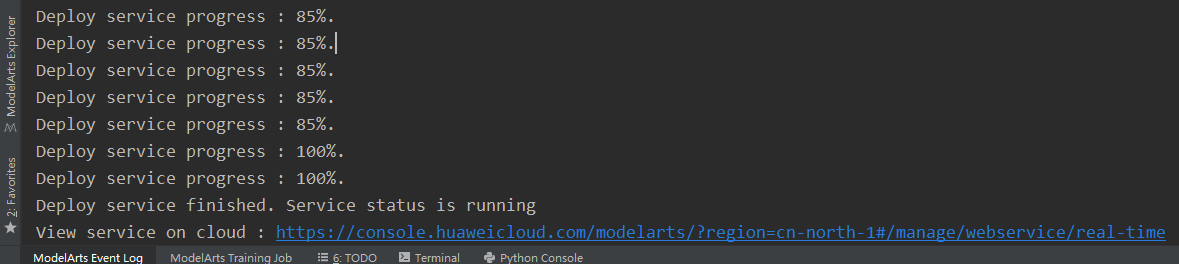 ModelArts Explorer
2: Favorites
Deploy service progress : 85%.
Deploy service progress : 85%.
Deploy service progress : 85%.
Deploy service progress : 85%.
Deploy service progress : 85%.
Deploy service progress : 100%.
Deploy service progress : 100%.
Deploy service finished. Service status is running
View service on cloud : https://console.huaweicloud.com/modelarts/?region=cn-north-1#/manage/webservice/real-time
ModelArts Event Log ModelArts Training Job 6: TODO Terminal Python Console